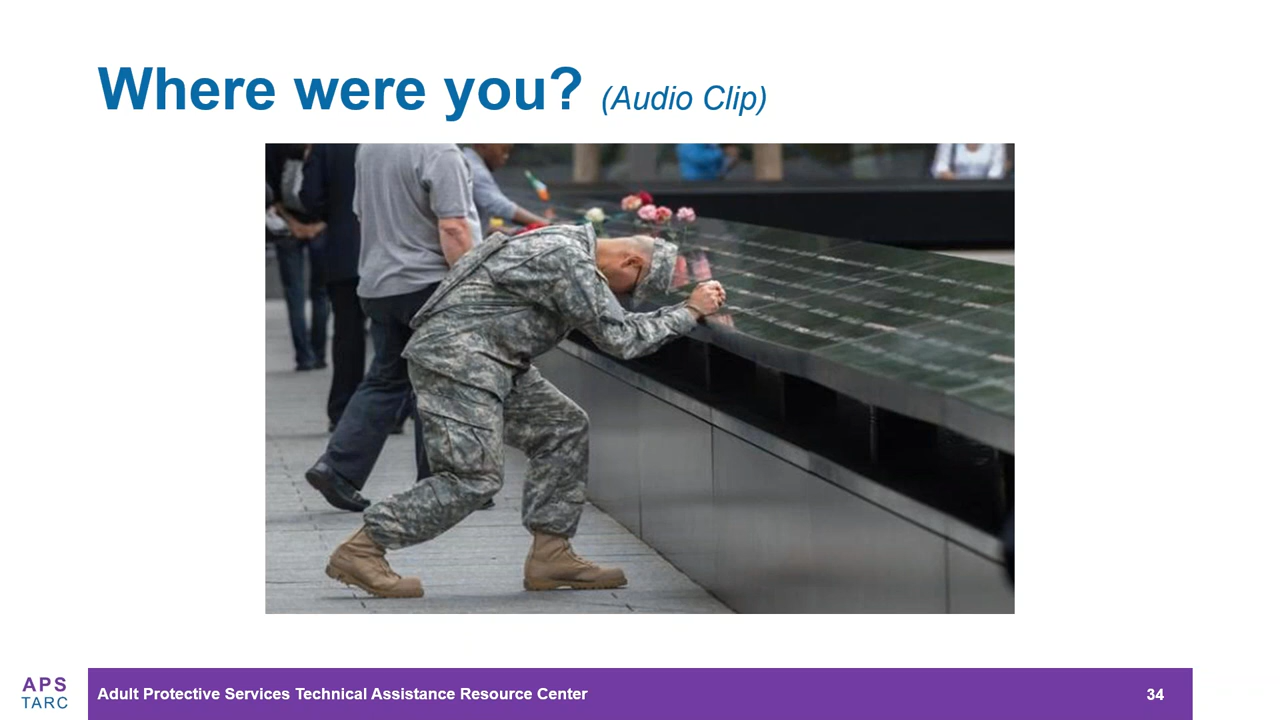 Where were you? (Audio Clip)
APS
TARC
Adult Protective Services Technical Assistance Resource Center
34